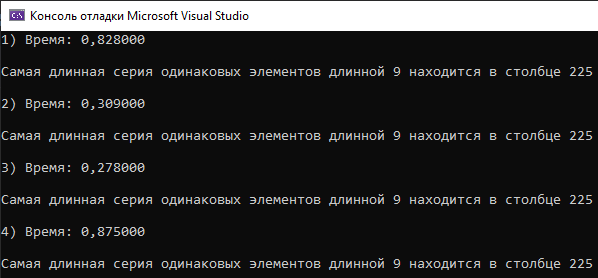 Консоль отладки Microsoft Visual Studio
1) Время: 0,828000
Самая длинная серия одинаковых элементов длинной 9 находится в столбце 225
2) Время: 0,309000
Самая длинная серия одинаковых элементов длинной 9 находится в столбце 225
3) Время: 0,278000
Самая длинная серия одинаковых элементов длинной 9 находится в столбце 225
4) Время: 0,875000
Самая длинная серия одинаковых элементов длинной 9 находится в столбце 225